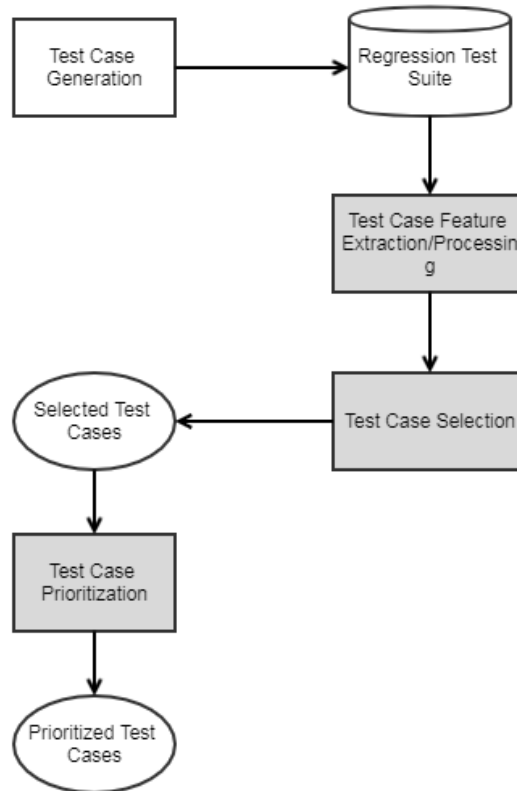 Test Case
Generation
Regression Test
Suite
Test Case Feature
Extraction/Processin
g
Selected Test
Cases
Test Case Selection
Test Case
Prioritization
Prioritized Test
Cases